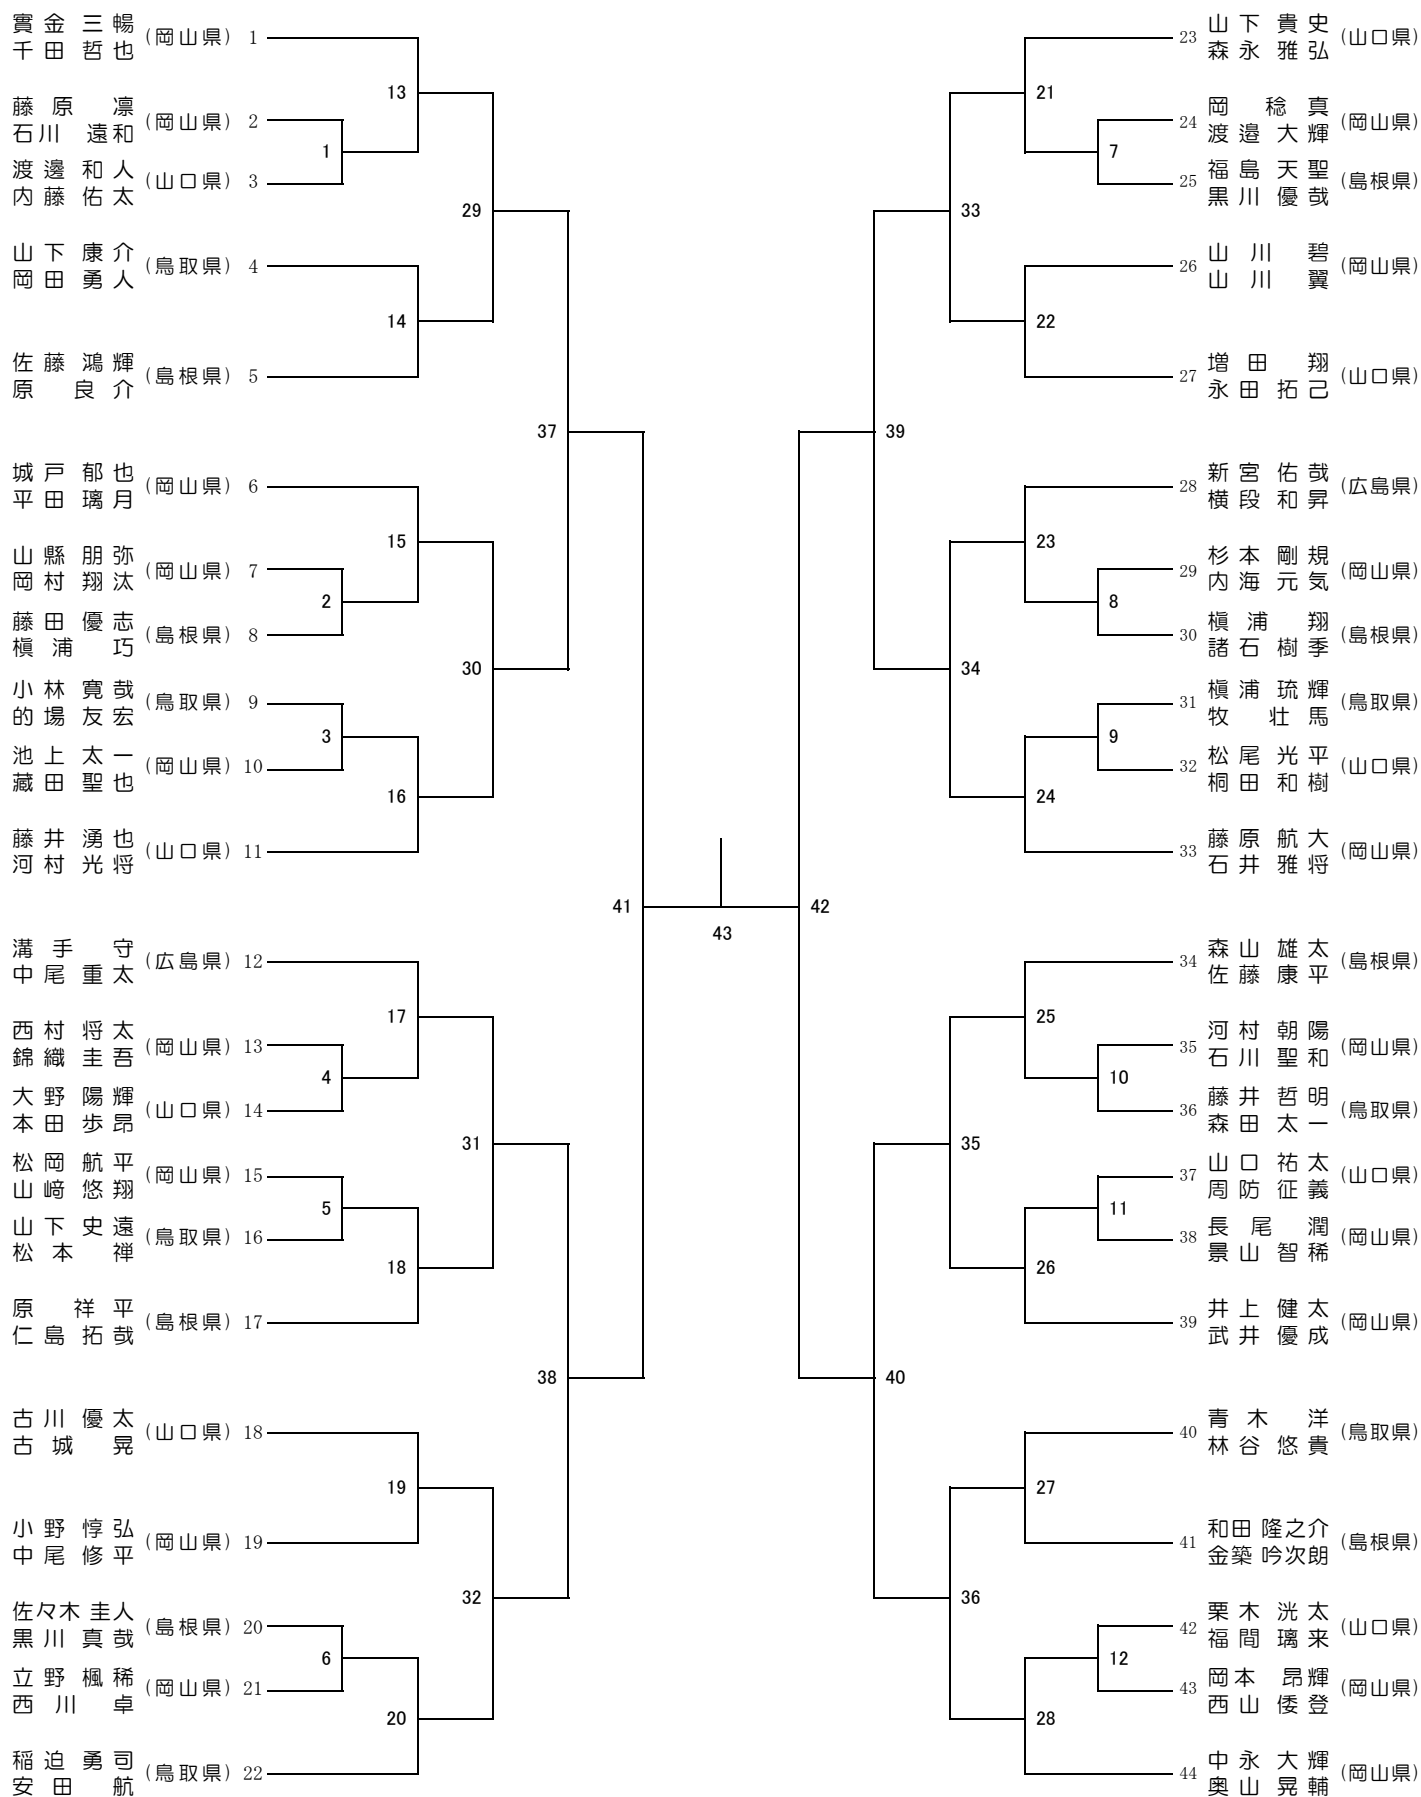 實金 三暢
千田 哲也
(岡山県) 1
藤原 凛
石川 遠和
(岡山県) 2
渡邊 和人
内藤 佑太
(山口県) 3
山下 康介
岡田 勇人
(鳥取県) 4
佐藤 鴻輝
原 良介
(島根県) 5
城戸 郁也
平田 璃月
(岡山県) 6
山縣 朋弥
岡村 翔汰
(岡山県) 7
藤田 優志
槇浦 巧
(島根県) 8
小林 寛哉
的場 友宏
(鳥取県) 9
池上 太一
藏田 聖也
(岡山県) 10
藤井 湧也
河村 光将
(山口県) 11
溝手 守
中尾 重太
(広島県) 12
西村 将太
錦織 圭吾
(岡山県) 13
大野 陽輝
本田 歩昂
(山口県) 14
松岡 航平
山﨑 悠翔
(岡山県) 15
山下 史遠
松本 禅
(鳥取県) 16
原 祥平
仁島 拓哉
(島根県) 17
古川 優太
古城 晃
(山口県) 18
小野 惇弘
中尾 修平
(岡山県) 19
佐々木 圭人
黒川 真哉
(島根県) 20
立野 楓稀
西川 卓
(岡山県) 21
稲迫 勇司
安田 航
(鳥取県) 22
1
2
3
4
5
6
13
14
15
16
17
18
19
20
29
30
31
32
37
38
41
43
42
39
40
33
34
35
36
21
22
23
24
25
26
27
28
7
8
9
10
11
12
23
山下 貴史
森永 雅弘
(山口県)
24
岡 稔真
渡邉 大輝
(岡山県)
25
福島 天聖
黒川 優哉
(島根県)
26
山川 碧
山川 翼
(岡山県)
27
増田 翔
永田 拓己
(山口県)
28
新宮 佑哉
横段 和昇
(広島県)
29
杉本 剛規
内海 元気
(岡山県)
30
槇浦 翔
諸石 樹季
(島根県)
31
槇浦 琉輝
牧 壮馬
(鳥取県)
32
松尾 光平
桐田 和樹
(山口県)
33
藤原 航大
石井 雅将
(岡山県)
34
森山 雄太
佐藤 康平
(島根県)
35
河村 朝陽
石川 聖和
(岡山県)
36
藤井 哲明
森田 太一
(鳥取県)
37
山口 祐太
周防 征義
(山口県)
38
長尾 潤
景山 智稀
(岡山県)
39
井上 健太
武井 優成
(岡山県)
40
青木 洋
林谷 悠貴
(鳥取県)
41
和田 隆之介
金築 吟次朗
(島根県)
42
栗木 洸太
福間 璃来
(山口県)
43
岡本 昂輝
西山 倭登
(岡山県)
44
中永 大輝
奥山 晃輔
(岡山県)